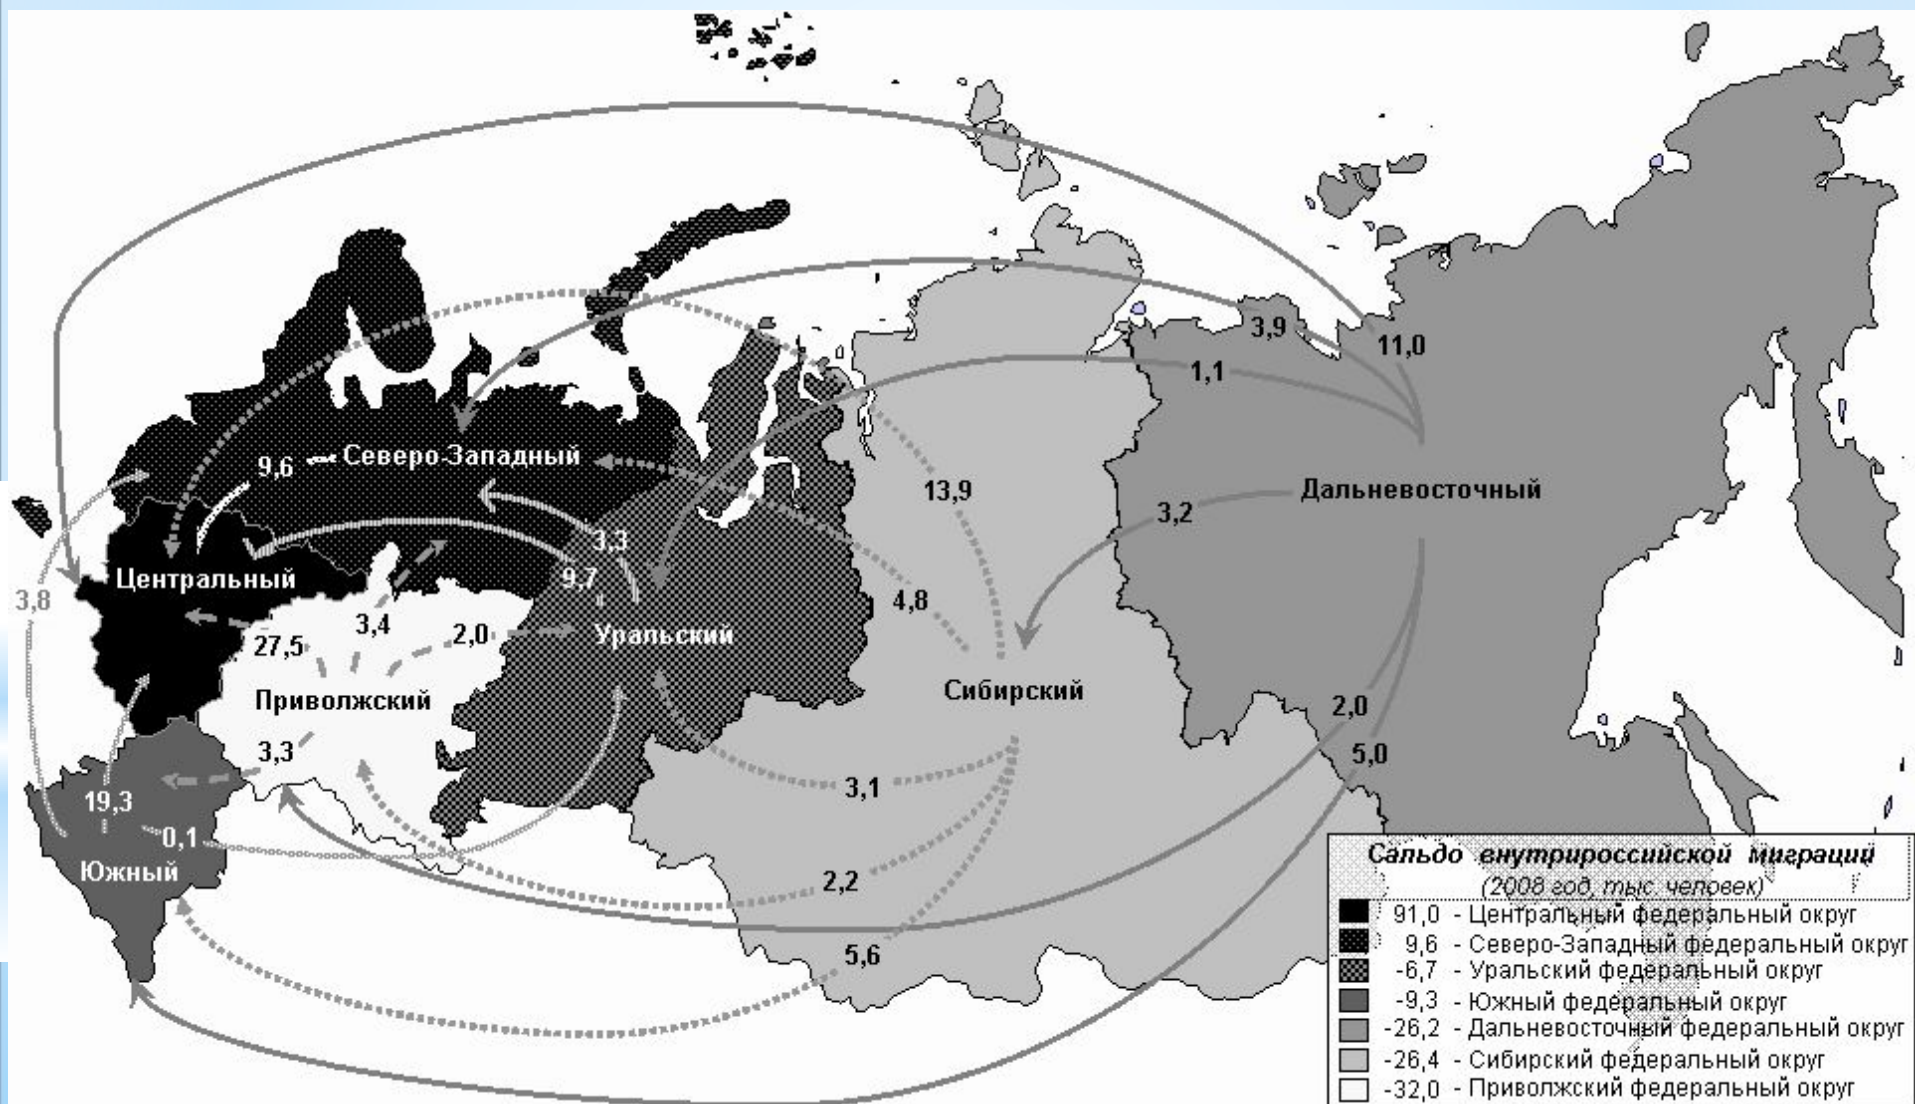 3,9
11,0
1,1
9,6
Северо-Западный
13,9
Дальневосточный
3,2
3,3
9,7
Центральный
3,8
4,8
3,4
27,5
2,0
Уральский
Приволжский
Сибирский
2,0
3,3
5,0
3,1
19,3
0,1
Южный
2,2
5,6
Сальдо внутрироссийской миграций
(2008 год, тыс. человек)
91,0 - Центральный федеральный округ
9,6 - Северо-Западный федеральный округ
-6,7 - Уральский федеральный округ
-9,3 - Южный федеральный округ
-26,2 - Дальневосточный федеральный округ
-26,4 - Сибирский федеральный округ
-32,0 - Приволжский федеральный округ